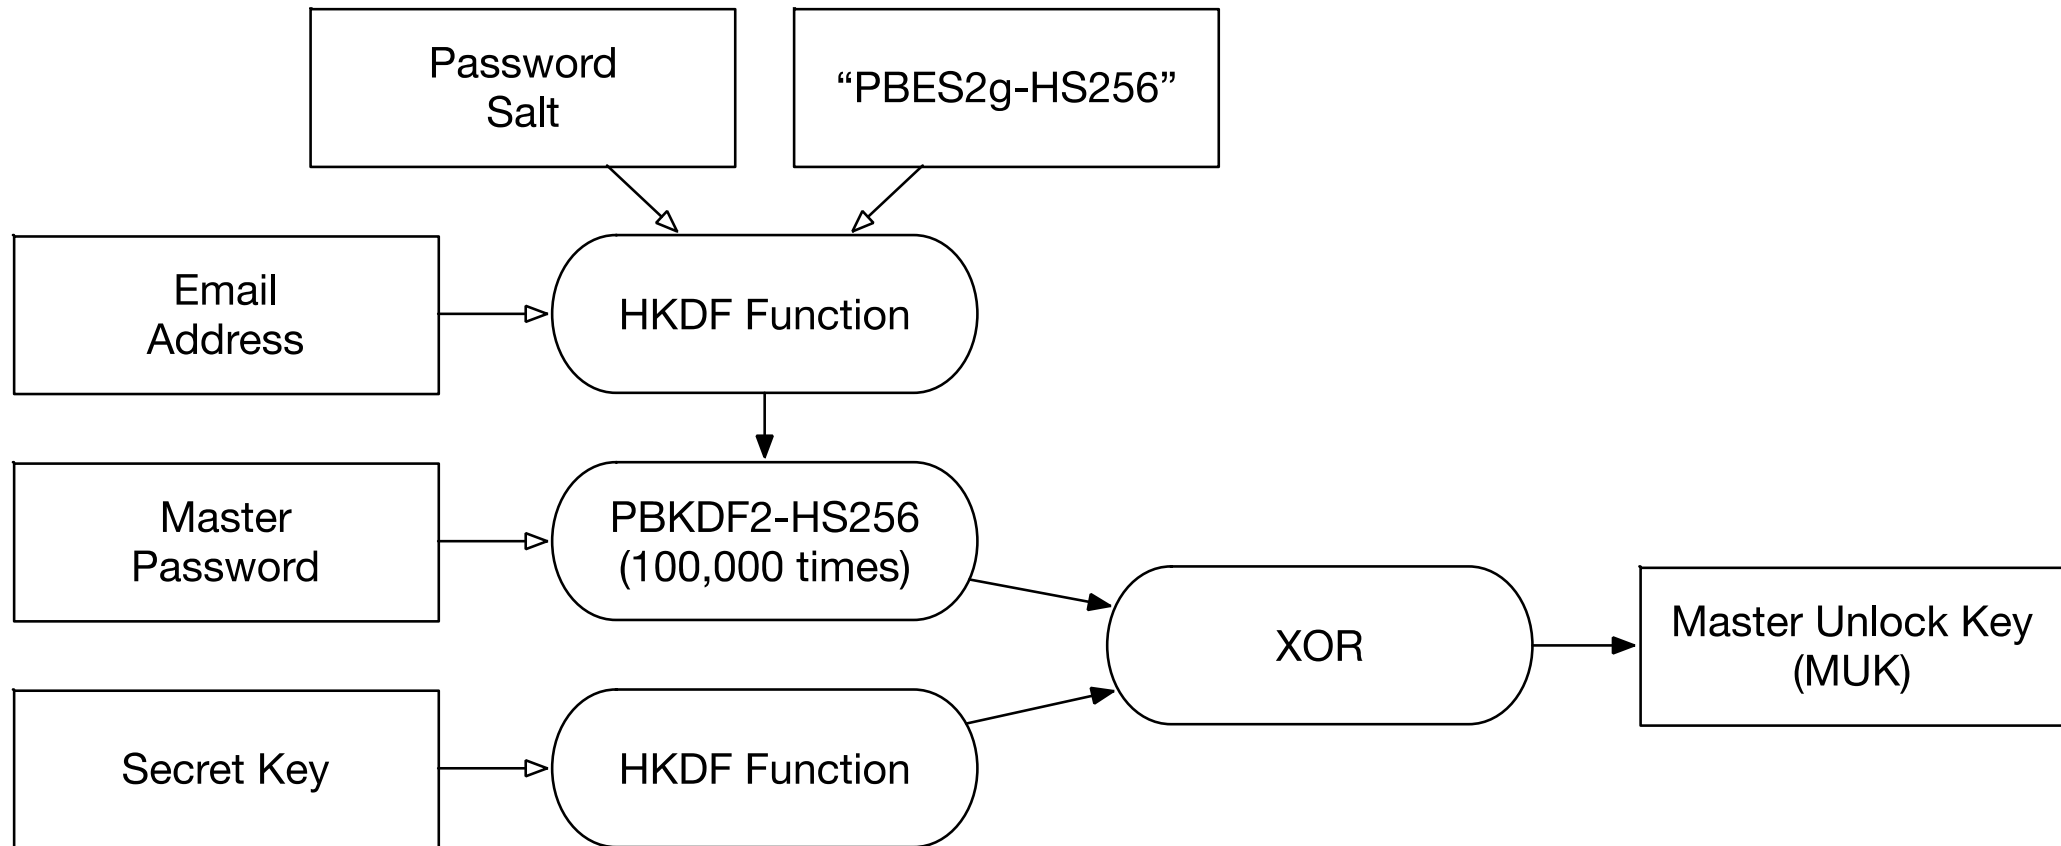 Password
Salt
“PBES2g-HS256”
Email
Address
HKDF Function
Master
Password
PBKDF2-HS256
(100,000 times)
XOR
Master Unlock Key
(MUK)
Secret Key
HKDF Function